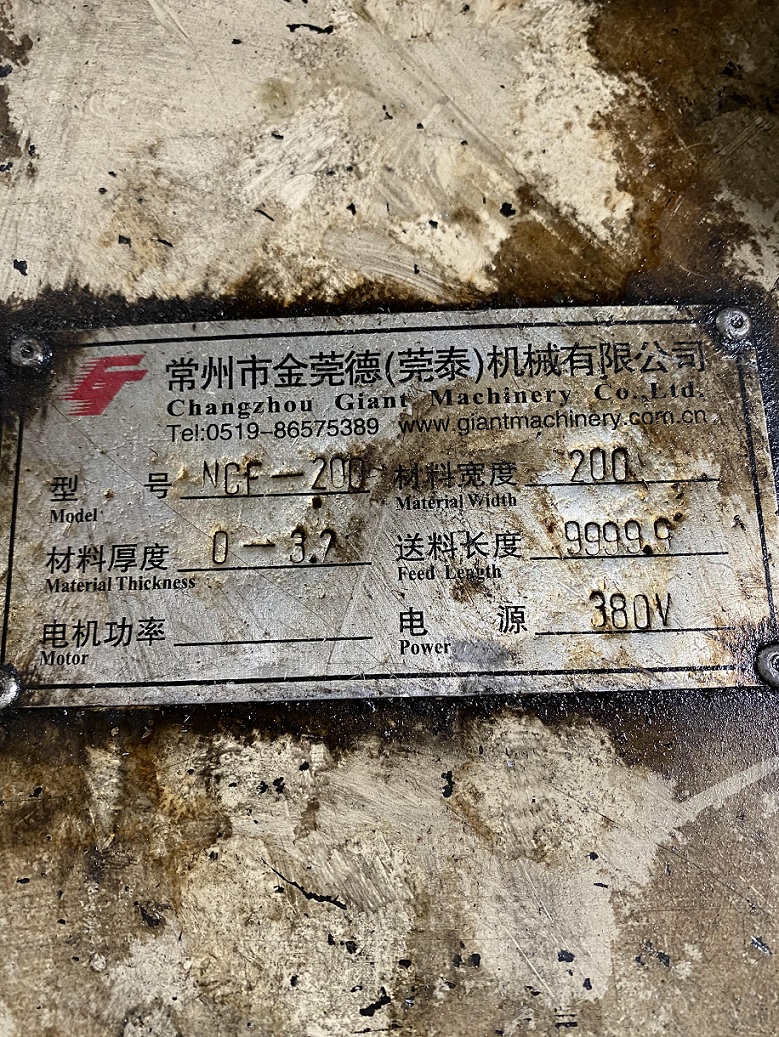 常州市金莞德(莞泰)机械有限公司
Changzhou Giant Machinery Co.,Ltd.
Tel:0519-86575389 www.giantmachinery.com.cn
型 号 NCF-200 材料宽度 200
Model Material Width
材料厚度 0-3.2 送料长度 9999.9
Material Thickness Feed Length
电机功率 电 源 380V
Motor Power